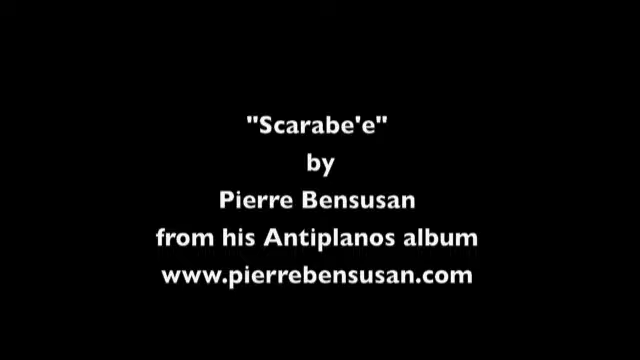 "Scarabe'e"
by
Pierre Bensusan
from his Antiplanos album
www.pierrebensusan.com